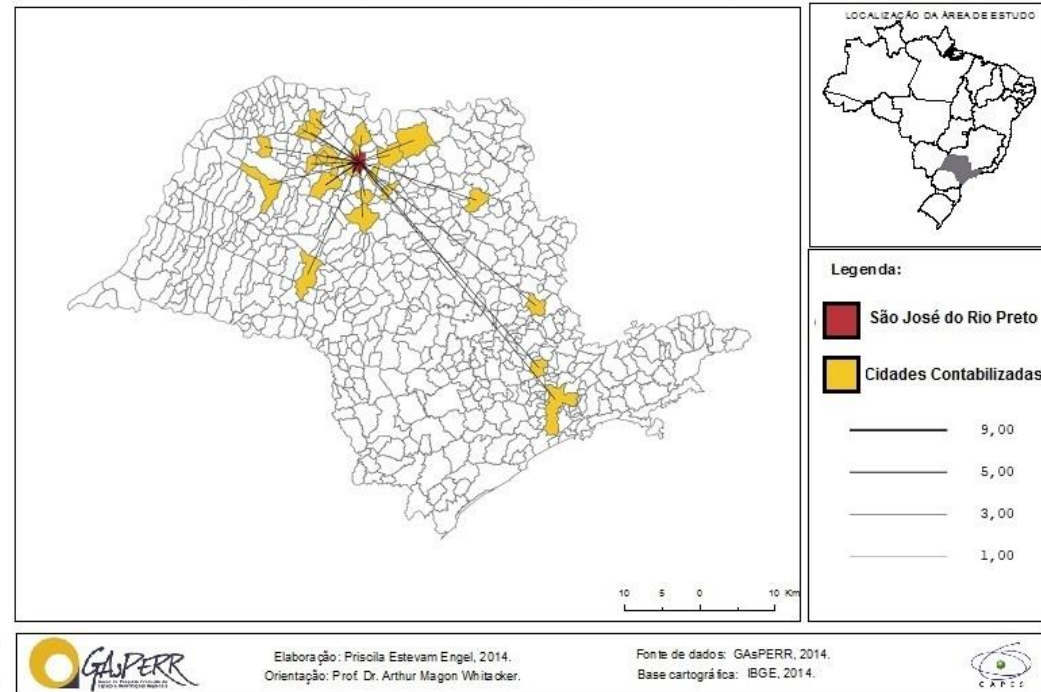 LOCALIZAÇÃO DA ÀREA DE ESTUDO
Legenda:
São José do Rio Preto
Cidades Contabilizadas
9,00
5,00
3,00
1,00
10 5 0 10 Km
GAsPERR
Elaboração: Priscila Estevam Engel, 2014.
Orientação: Prof. Dr. Arthur Magon Whitacker.
Fonte de dados: GAsPERR, 2014.
Base cartográfica: IBGE, 2014.
CAPES